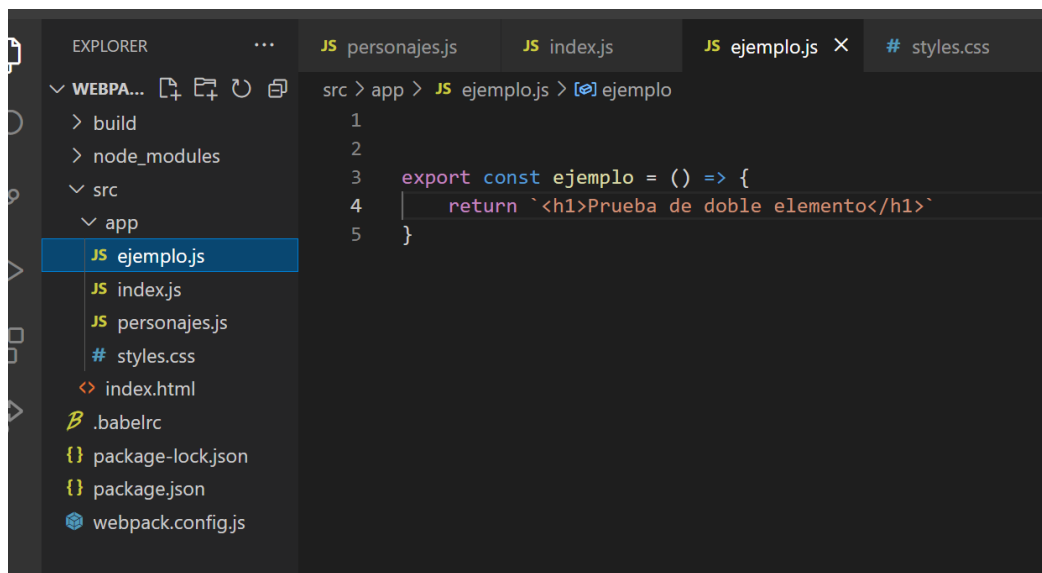 EXPLORER ...
WEBPA...
build
node_modules
src
app
JS ejemplo.js
JS index.js
JS personajes.js
# styles.css
<> index.html
.babelrc
{} package-lock.json
{} package.json
webpack.config.js
JS personajes.js JS index.js JS ejemplo.js × # styles.css
src > app > JS ejemplo.js > ejemplo
1
2
3 export const ejemplo = () => {
4 return `<h1>Prueba de doble elemento</h1>`
5 }